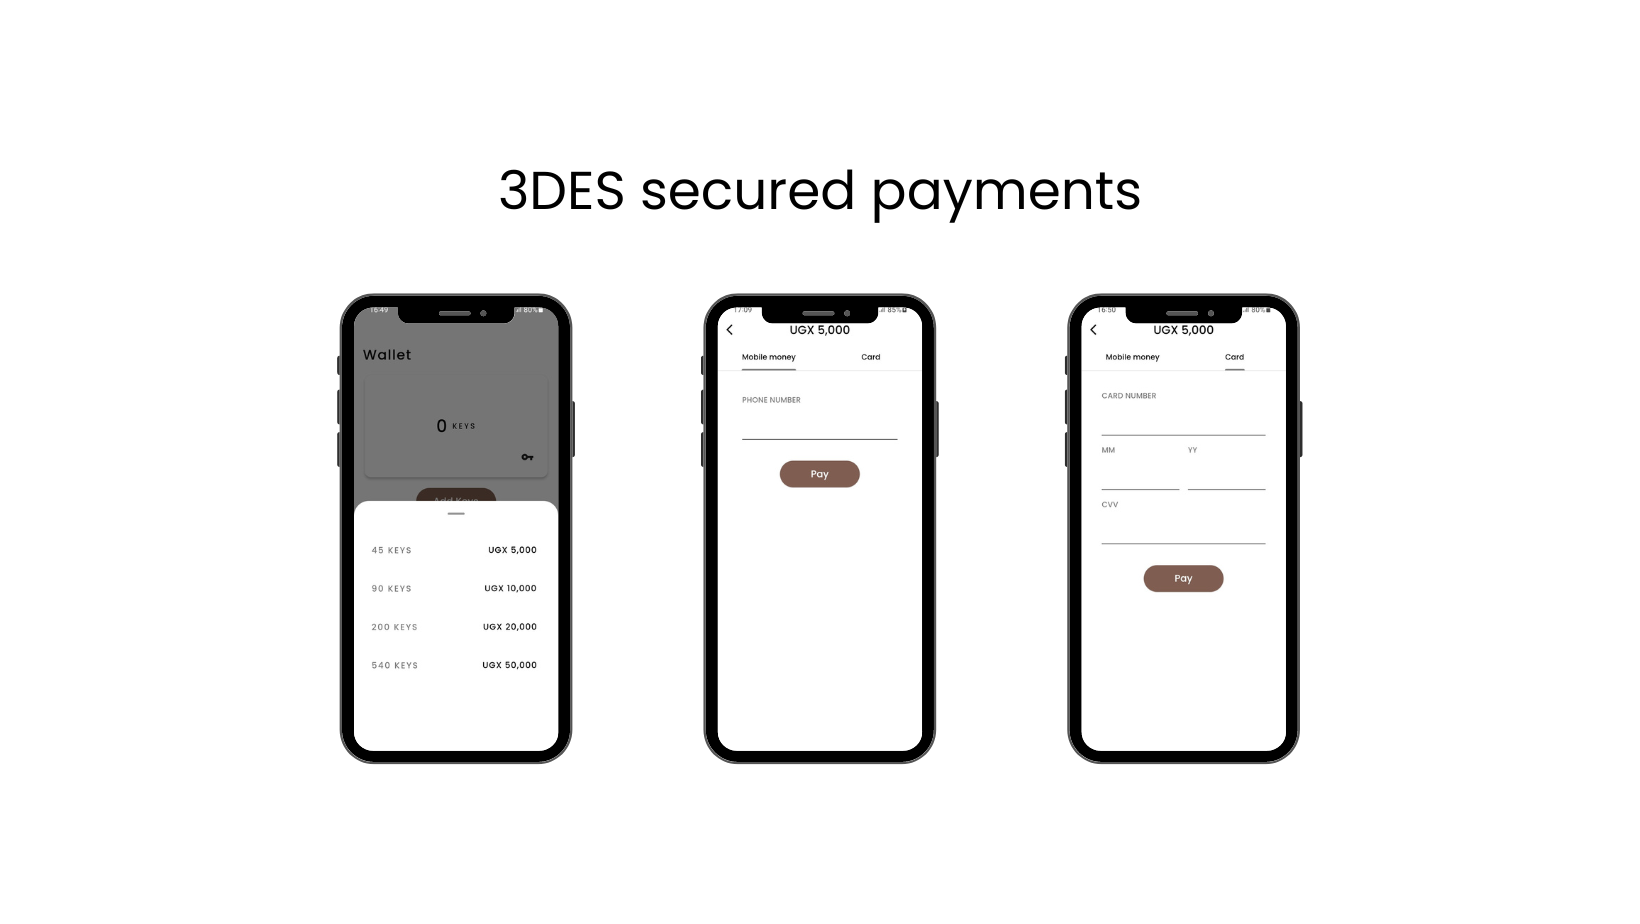 3DES secured payments
16:49 80%
Wallet
0 KEYS
Add Keys
45 KEYS UGX 5,000
90 KEYS UGX 10,000
200 KEYS UGX 20,000
540 KEYS UGX 50,000
17:09 85%
UGX 5,000
Mobile money Card
PHONE NUMBER
Pay
16:50 80%
UGX 5,000
Mobile money Card
CARD NUMBER
MM YY
CVV
Pay